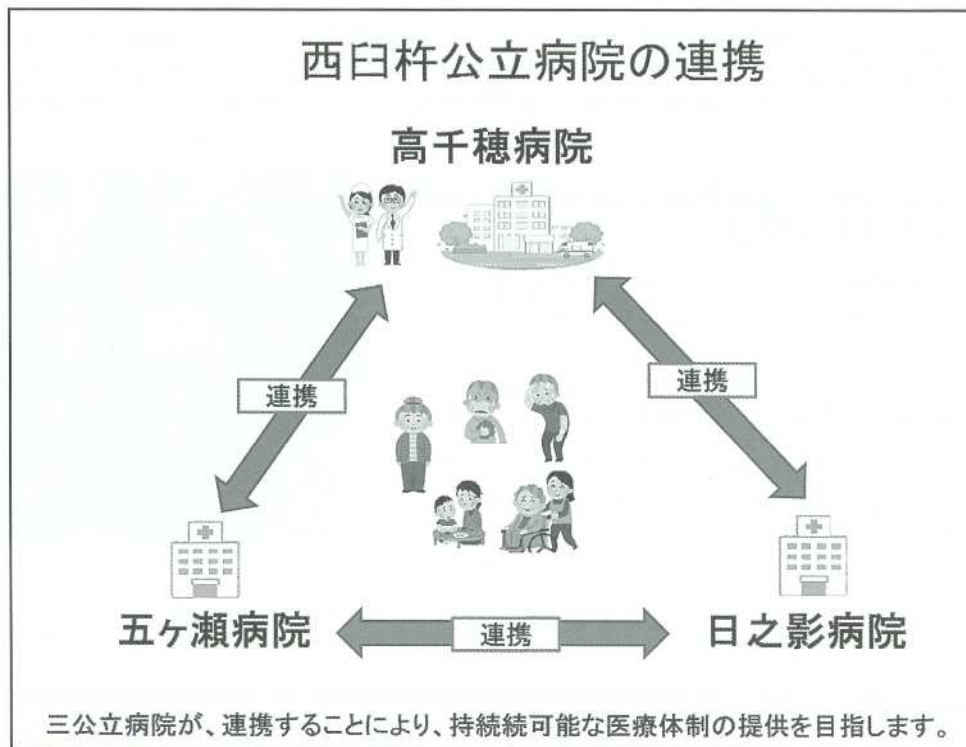 西臼杵公立病院の連携
高千穂病院
連携
連携
五ヶ瀬病院
連携
日之影病院
三公立病院が、連携することにより、持続続可能な医療体制の提供を目指します。